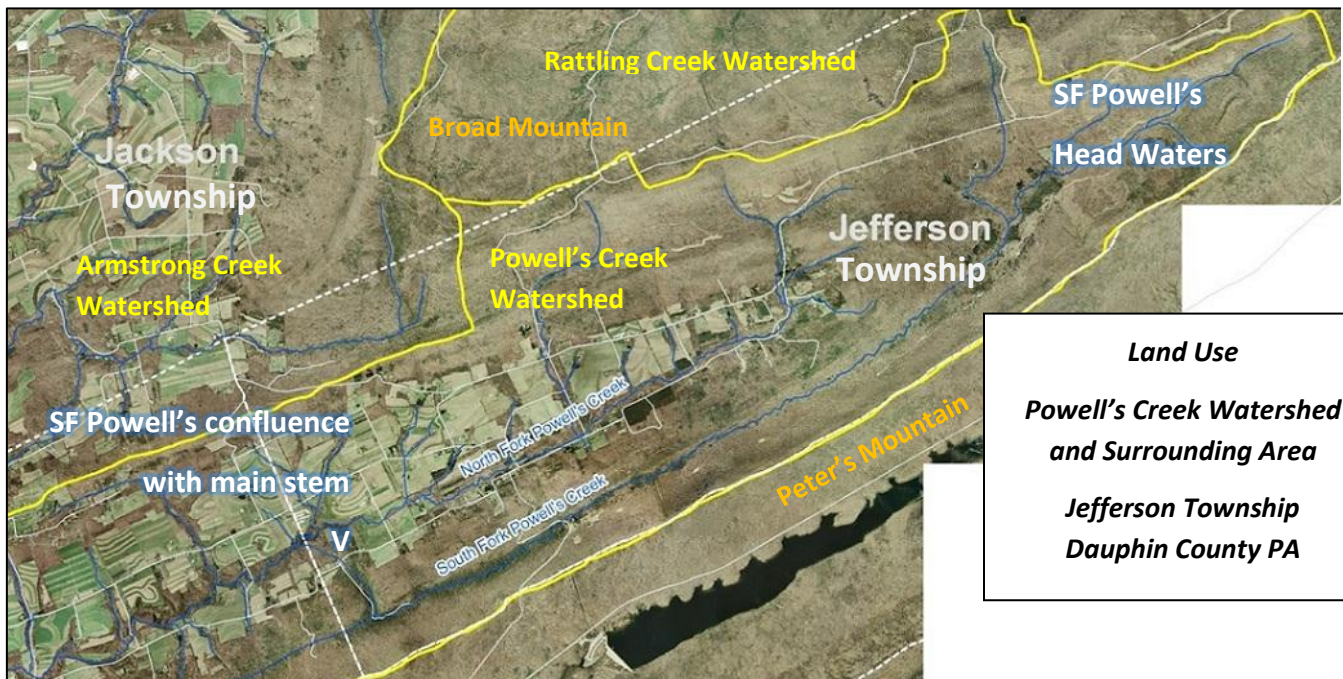 Rattling Creek Watershed
SF Powell's
Head Waters
Broad Mountain
Jackson
Township
Jefferson
Township
Armstrong Creek
Watershed
Powell's Creek
Watershed
SF Powell's confluence
with main stem
V
North Fork Powell's Creek
South Fork Powell's Creek
Peter's Mountain
Land Use
Powell's Creek Watershed
and Surrounding Area
Jefferson Township
Dauphin County PA